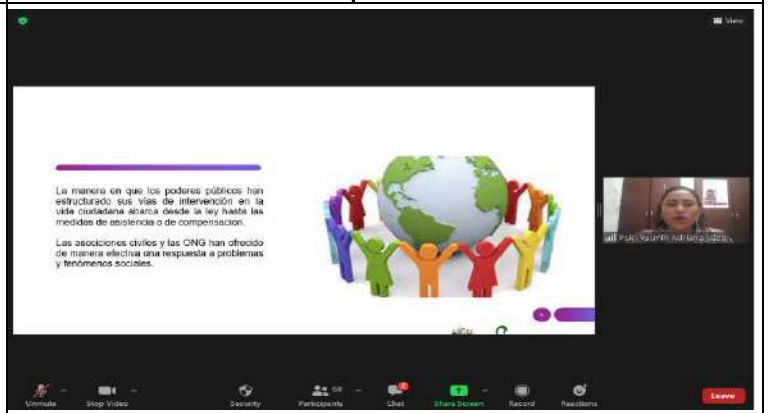 View
La manera en que los poderes públicos han
estructurado sus vías de intervención en la
vida ciudadana abarca desde la ley hasta las
medidas de asistencia o de compensación.
Las asociciones civiles y las ONG han ofrecido
de manera efectiva una respuesta a problemas
y fenómenos sociales.
Adriana
Unmute
Stop Video
Security
Participants
Chat
Share Screen
Record
Reactions
Leave